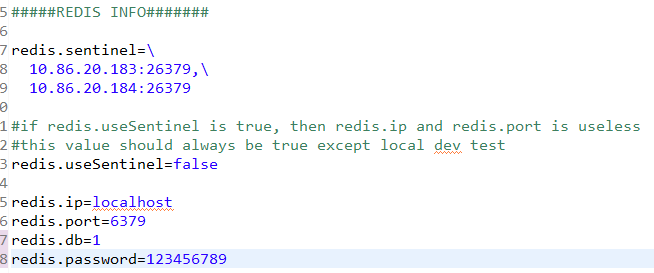 5 #####REDIS INFO#######
6
7 redis.sentinel=\
8 10.86.20.183:26379,\
9 10.86.20.184:26379
0
1 #if redis.useSentinel is true, then redis.ip and redis.port is useless
2 #this value should always be true except local dev test
3 redis.useSentinel=false
4
5 redis.ip=localhost
6 redis.port=6379
7 redis.db=1
8 redis.password=123456789